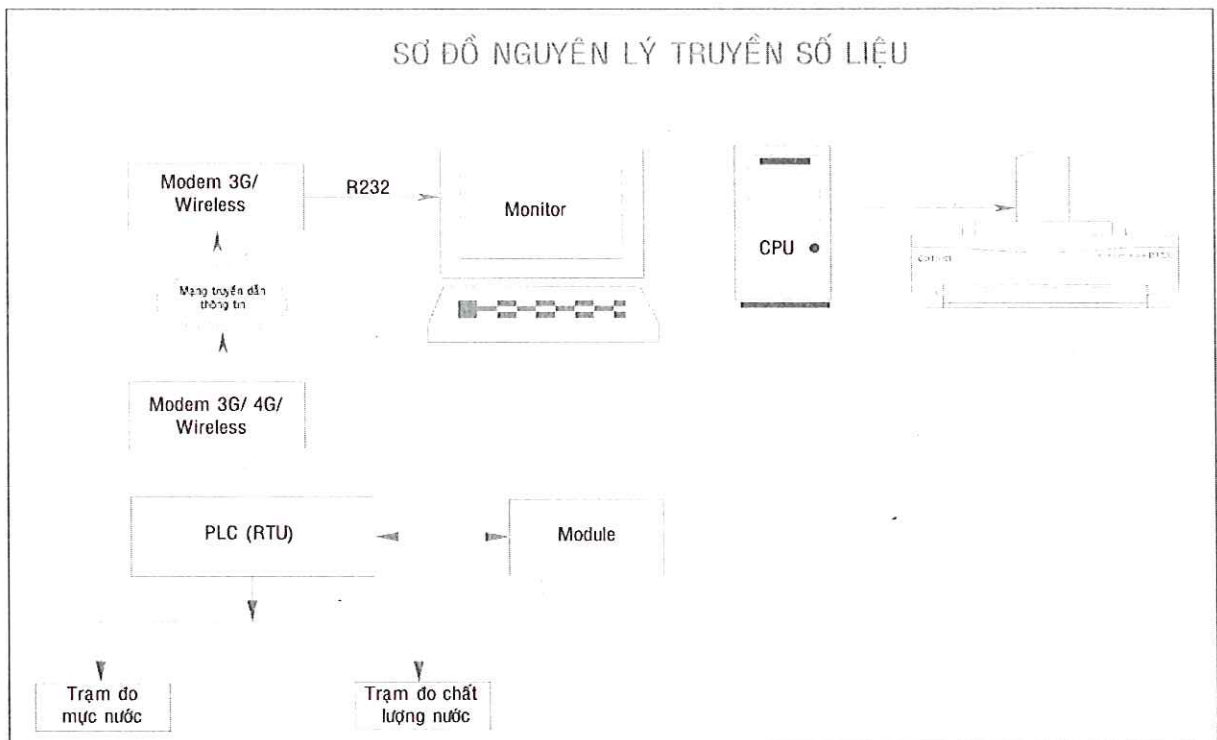 SƠ ĐỒ NGUYÊN LÝ TRUYỀN SỐ LIỆU
Modem 3G/
Wireless
R232
Monitor
CPU
Mạng truyền dẫn
thông tin
Modem 3G/ 4G/
Wireless
PLC (RTU)
Module
Trạm đo
mực nước
Trạm đo chất
lượng nước